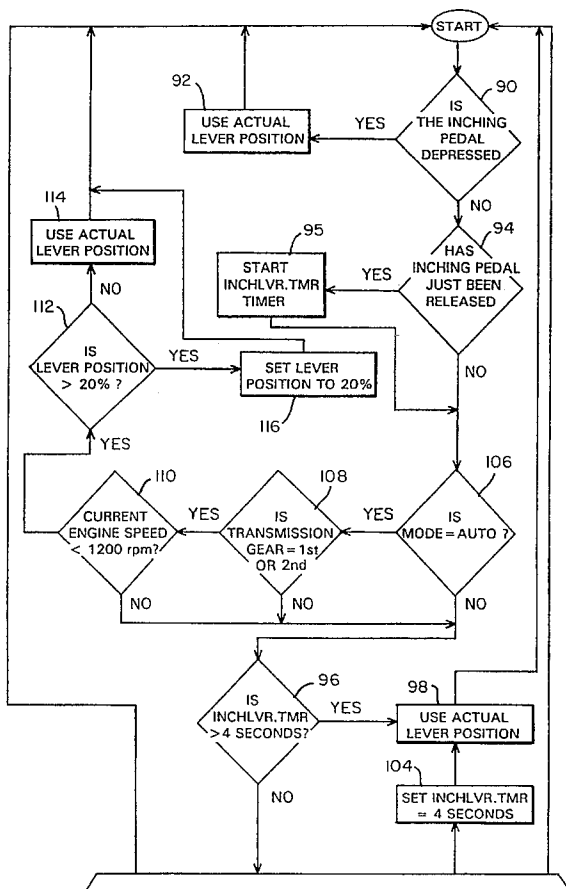 START
90
IS
THE INCHING
PEDAL
DEPRESSED
YES
NO
92
USE ACTUAL
LEVER POSITION
94
HAS
INCHING PEDAL
JUST BEEN
RELEASED
YES
NO
95
START
INCHLVR.TMR
TIMER
114
USE ACTUAL
LEVER POSITION
NO
112
IS
LEVER POSITION
> 20% ?
YES
YES
SET LEVER
POSITION TO 20%
116
106
IS
MODE = AUTO ?
YES
NO
108
IS
TRANSMISSION
GEAR = 1st
OR 2nd
YES
NO
110
CURRENT
ENGINE SPEED
< 1200 rpm?
NO
96
IS
INCHLVR.TMR
>4 SECONDS?
YES
NO
98
USE ACTUAL
LEVER POSITION
104
SET INCHLVR.TMR
= 4 SECONDS